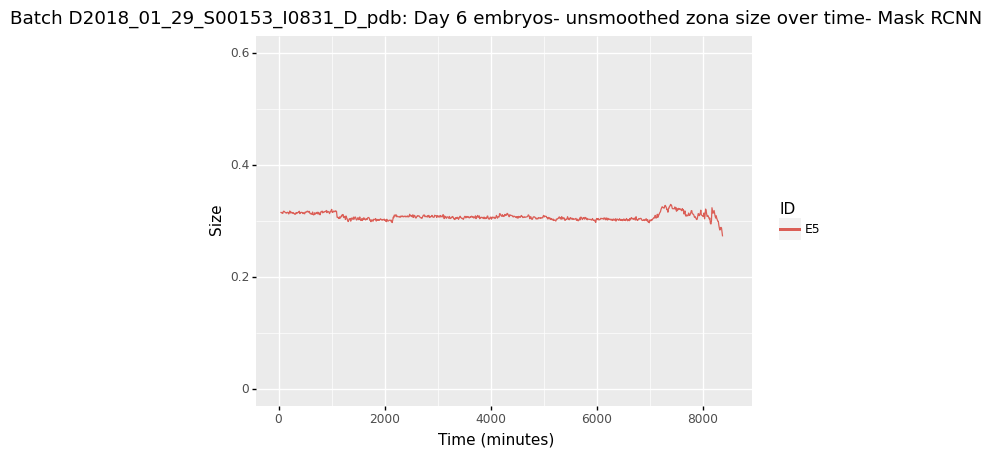 Batch D2018_01_29_S00153_I0831_D_pdb: Day 6 embryos- unsmoothed zona size over time- Mask RCNN
0.6
0.4
0.2
0
Size
0 2000 4000 6000 8000
Time (minutes)
ID
E5